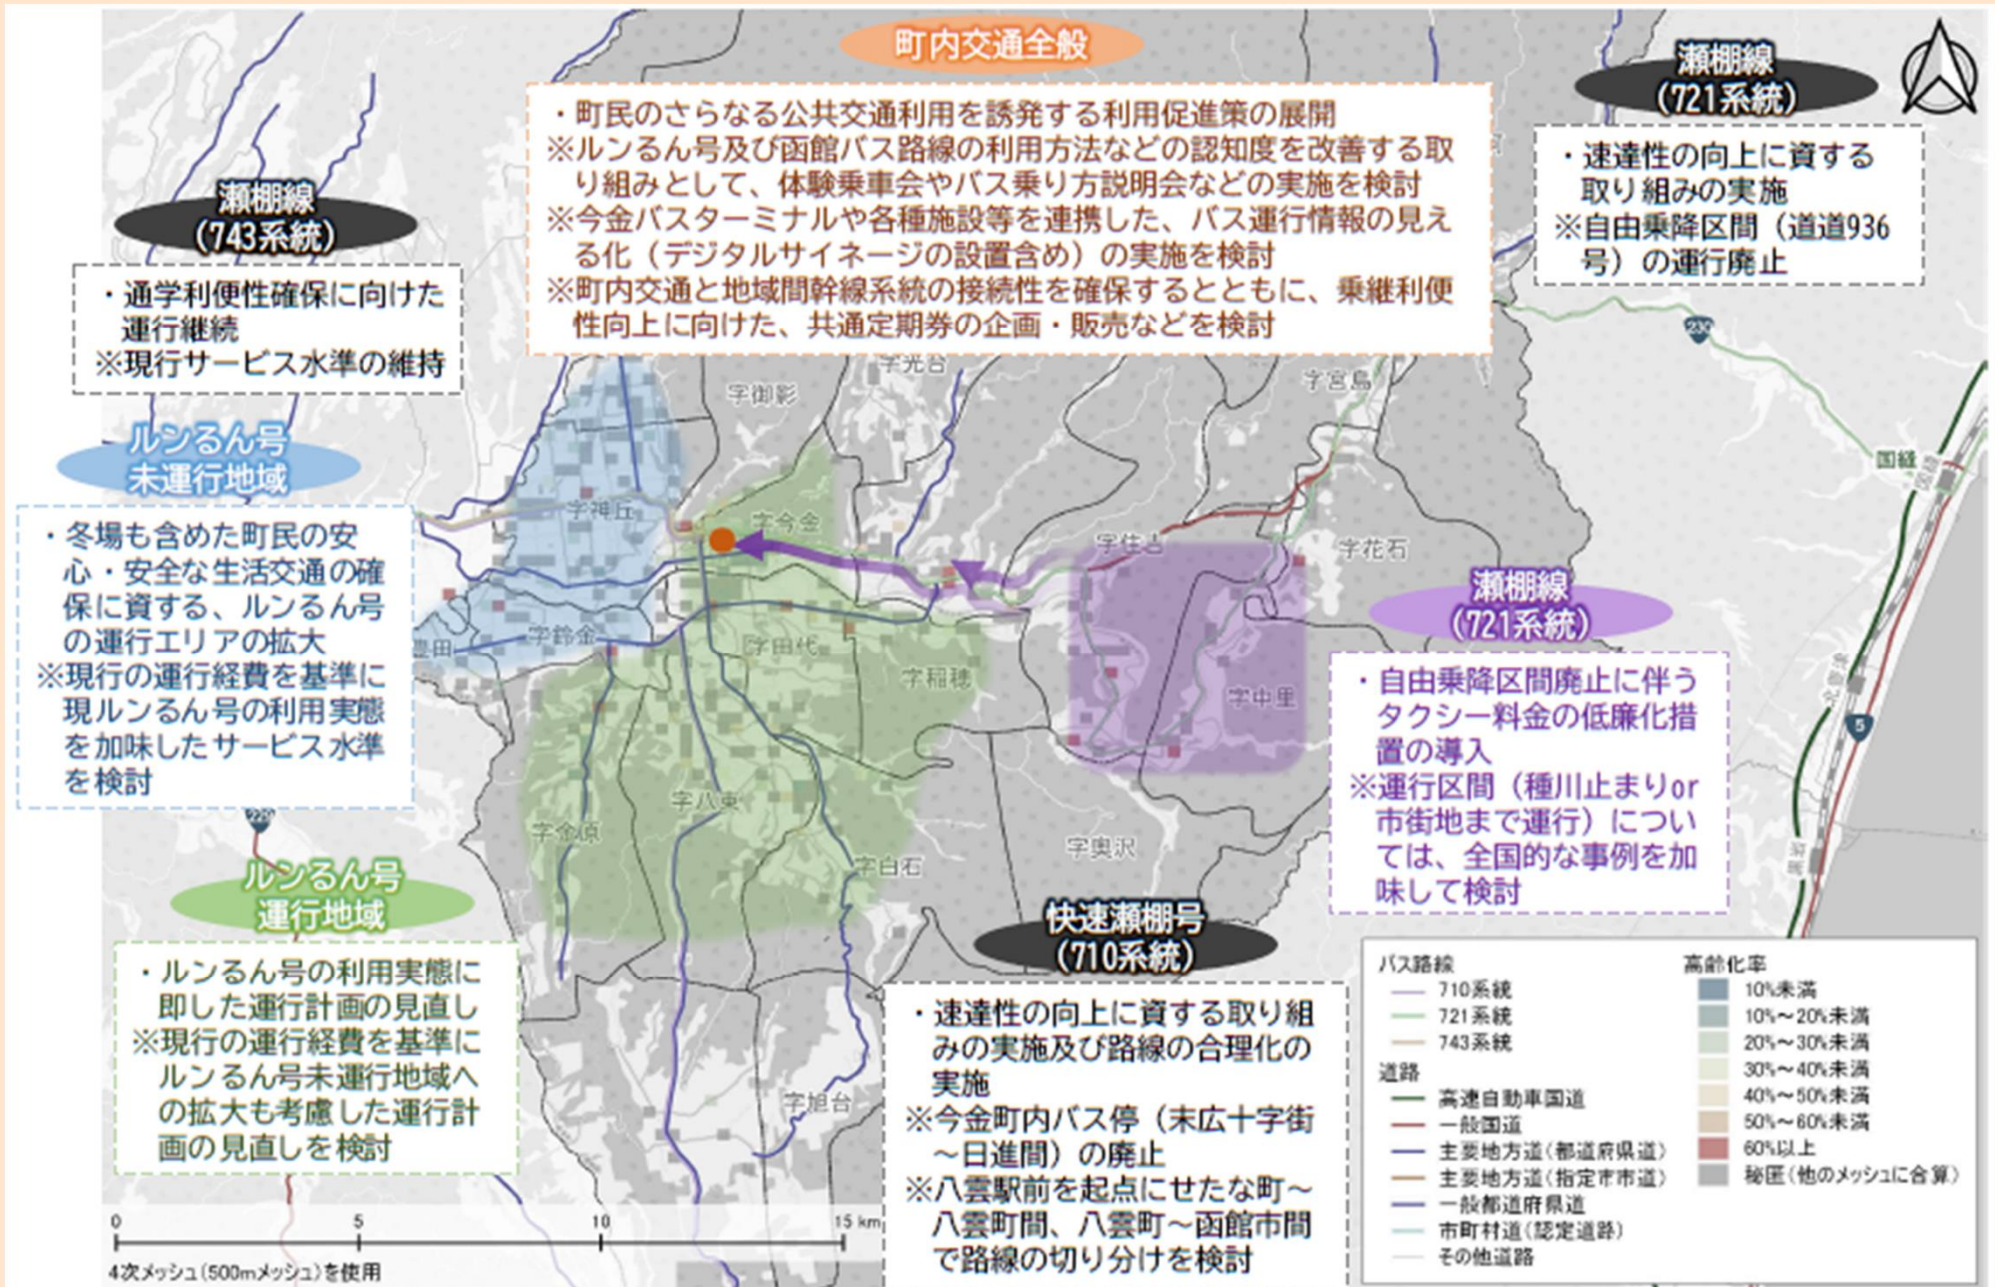 町内交通全般
・町民のさらなる公共交通利用を誘発する利用促進策の展開
※ルンるん号及び函館バス路線の利用方法などの認知度を改善する取
り組みとして、体験乗車会やバス乗り方説明会などの実施を検討
※今金バスターミナルや各種施設等を連携した、バス運行情報の見え
る化（デジタルサイネージの設置含め）の実施を検討
※町内交通と地域間幹線系統の接続性を確保するとともに、乗継利便
性向上に向けた、共通定期券の企画・販売などを検討
瀬棚線
（721系統）
・速達性の向上に資する
取り組みの実施
※自由乗降区間（道道936
号）の運行廃止
瀬棚線
（743系統）
・通学利便性確保に向けた
運行継続
※現行サービス水準の維持
ルンるん号
未運行地域
・冬場も含めた町民の安
心・安全な生活交通の確
保に資する、ルンるん号
の運行エリアの拡大
※現行の運行経費を基準に
現ルンるん号の利用実態
を加味したサービス水準
を検討
ルンるん号
運行地域
・ルンるん号の利用実態に
即した運行計画の見直し
※現行の運行経費を基準に
ルンるん号未運行地域へ
の拡大も考慮した運行計
画の見直しを検討
字御影
字光台
字宮島
230
国縫
字神丘
字今金
字住吉
字花石
豊田
字鈴金
字田代
字稲穂
字中里
5
字八束
字金原
字白石
字奥沢
229
字旭台
瀬棚線
（721系統）
・自由乗降区間廃止に伴う
タクシー料金の低廉化措
置の導入
※運行区間（種川止まりor
市街地まで運行）につい
ては、全国的な事例を加
味して検討
快速瀬棚号
（710系統）
・速達性の向上に資する取り組
みの実施及び路線の合理化の
実施
※今金町内バス停（末広十字街
～日進間）の廃止
※八雲駅前を起点にせたな町～
八雲町間、八雲町～函館市間
で路線の切り分けを検討
バス路線
710系統
721系統
743系統
道路
高速自動車国道
一般国道
主要地方道(都道府県道)
主要地方道(指定市市道)
一般都道府県道
市町村道(認定道路)
その他道路
高齢化率
10%未満
10%～20%未満
20%～30%未満
30%～40%未満
40%～50%未満
50%～60%未満
60%以上
秘匿(他のメッシュに合算)
0 5 10 15 km
4次メッシュ(500mメッシュ)を使用